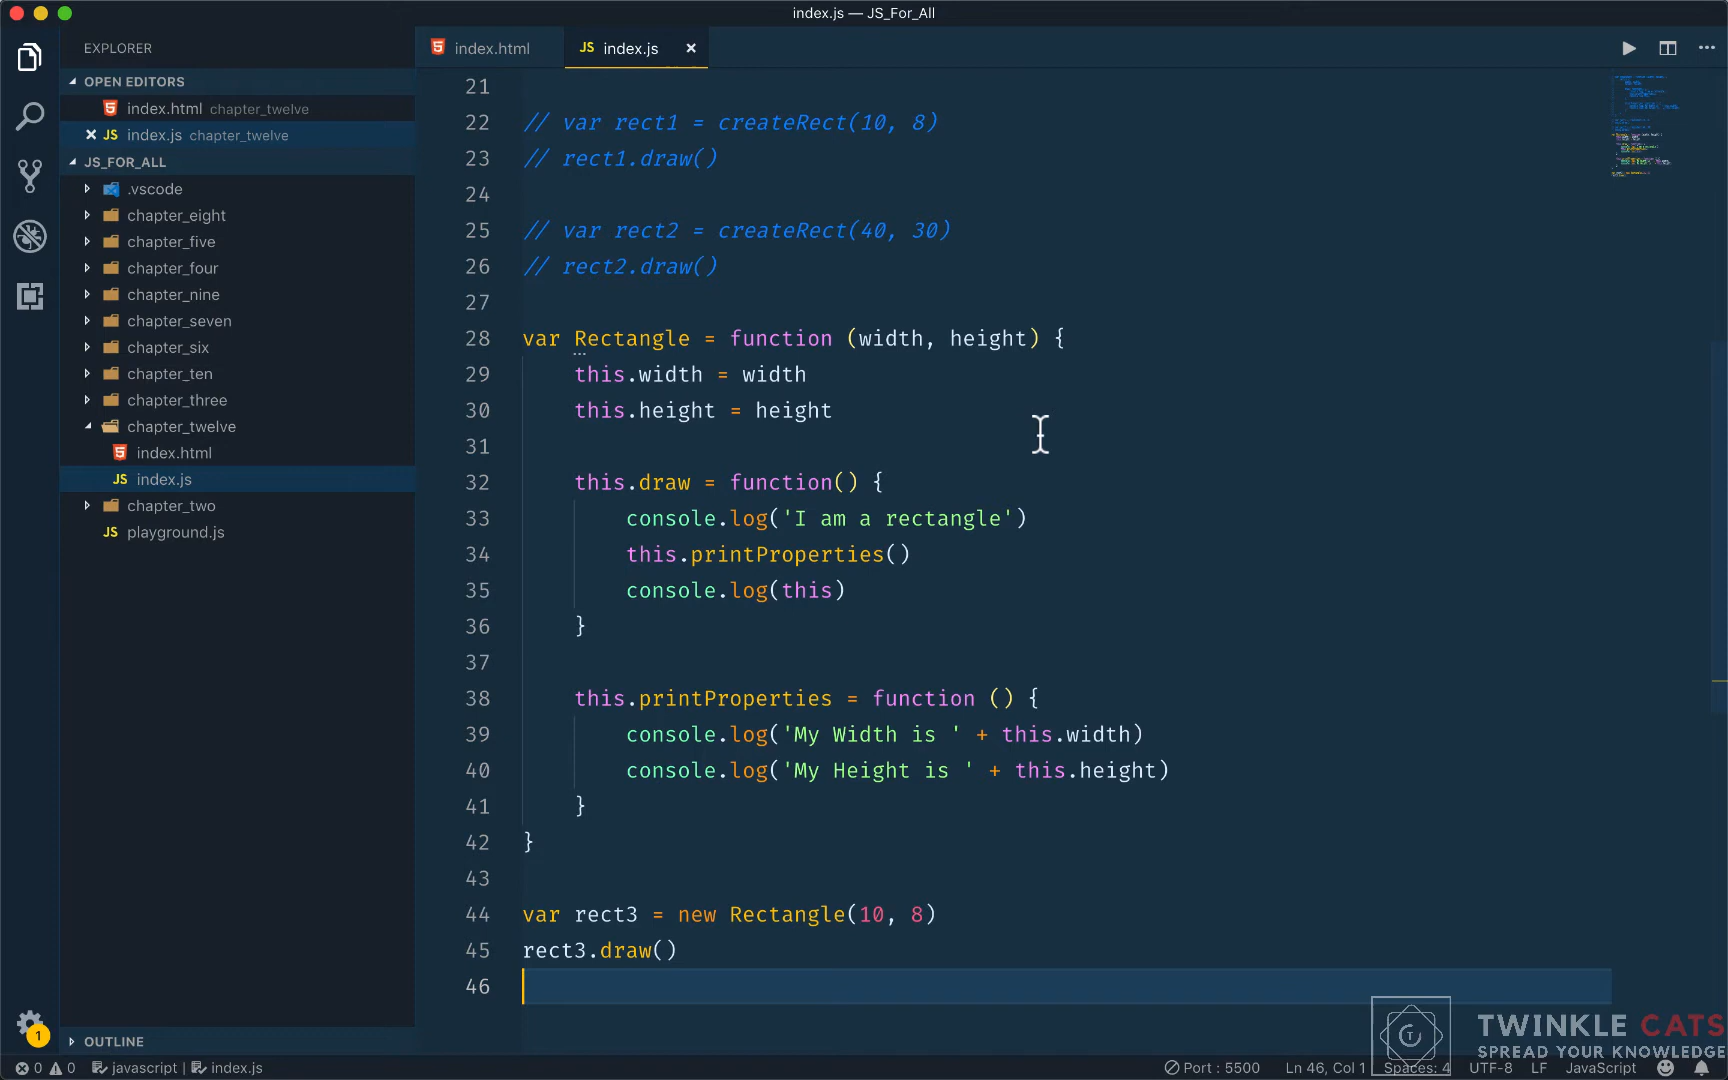 index.js — JS_For_All
EXPLORER
OPEN EDITORS
index.html chapter_twelve
JS index.js chapter_twelve
JS_FOR_ALL
.vscode
chapter_eight
chapter_five
chapter_four
chapter_nine
chapter_seven
chapter_six
chapter_ten
chapter_three
chapter_twelve
index.html
JS index.js
chapter_two
JS playground.js
OUTLINE
index.html
JS index.js
21
22 // var rect1 = createRect(10, 8)
23 // rect1.draw()
24
25 // var rect2 = createRect(40, 30)
26 // rect2.draw()
27
28 var Rectangle = function (width, height) {
29 this.width = width
30 this.height = height
31
32 this.draw = function() {
33 console.log('I am a rectangle')
34 this.printProperties()
35 console.log(this)
36 }
37
38 this.printProperties = function () {
39 console.log('My Width is ' + this.width)
40 console.log('My Height is ' + this.height)
41 }
42 }
43
44 var rect3 = new Rectangle(10, 8)
45 rect3.draw()
46
TWINKLE CATS
SPREAD YOUR KNOWLEDGE
1
0 0 javascript | index.js Port : 5500 Ln 46, Col 1 Spaces: 4 UTF-8 LF JavaScript